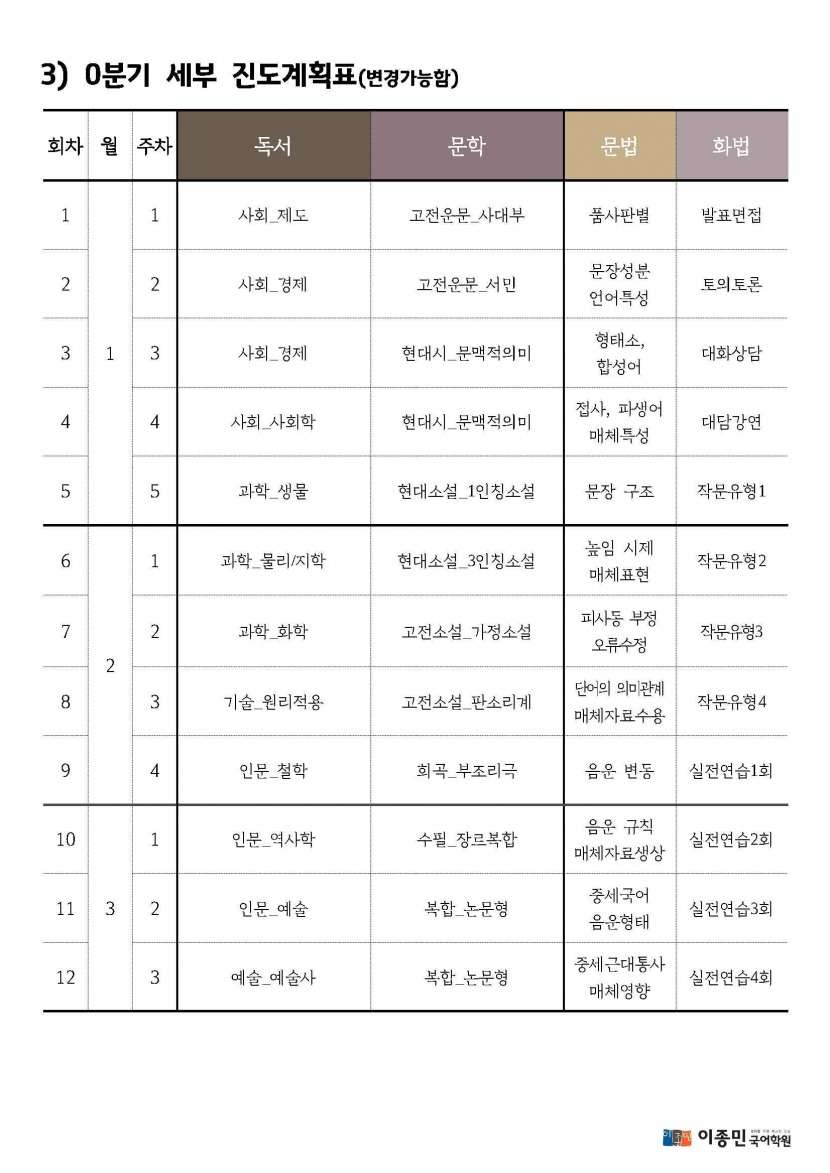 3) 0분기 세부 진도계획표(변경가능함)
회차 월 주차 독서 문학 문법 화법
1 1 1 사회_제도 고전운문_사대부 품사판별 발표면접
2 2 사회_경제 고전운문_서민 문장성분 언어특성 토의토론
3 3 사회_경제 현대시_문맥적의미 형태소, 합성어 대화상담
4 4 사회_사회학 현대시_문맥적의미 접사, 파생어 매체특성 대담강연
5 5 과학_생물 현대소설_1인칭소설 문장 구조 작문유형1
6 2 1 과학_물리/지학 현대소설_3인칭소설 높임 시제 매체표현 작문유형2
7 2 과학_화학 고전소설_가정소설 피사동 부정 오류수정 작문유형3
8 3 기술_원리적용 고전소설_판소리계 단어의 의미관계 매체자료수용 작문유형4
9 4 인문_철학 희곡_부조리극 음운 변동 실전연습1회
10 3 1 인문_역사학 수필_장르복합 음운 규칙 매체자료생상 실전연습2회
11 2 인문_예술 복합_논문형 중세국어 음운형태 실전연습3회
12 3 예술_예술사 복합_논문형 중세근대통사 매체영향 실전연습4회
이종민 국어학원